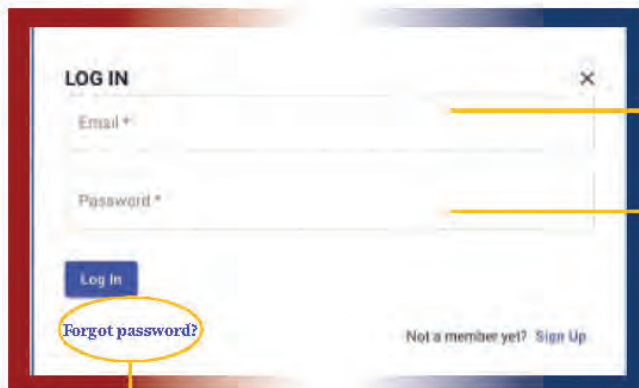 LOG IN
×
Email *
Password *
Log In
Forgot password?
Not a member yet? Sign Up